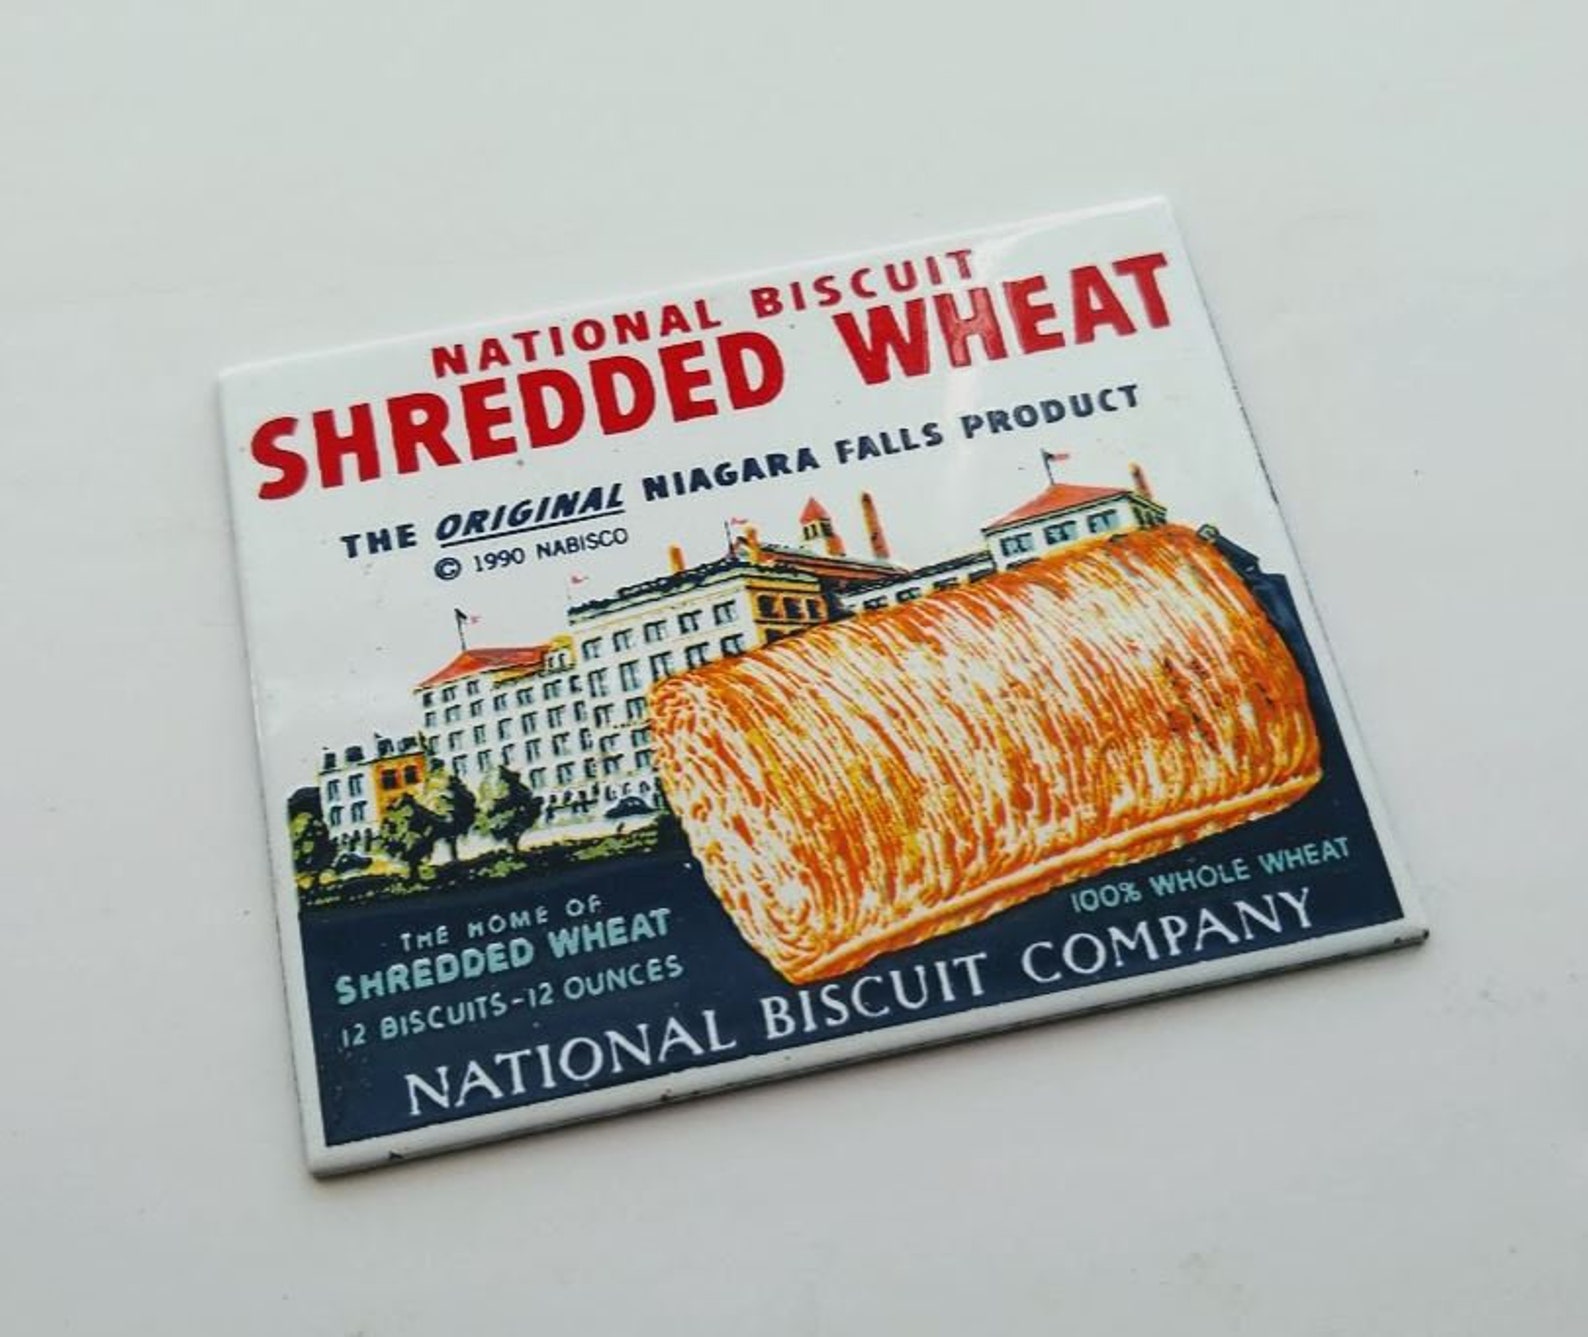 NATIONAL BISCUIT
SHREDDED WHEAT
THE ORIGINAL NIAGARA FALLS PRODUCT
© 1990 NABISCO
THE HOME OF
SHREDDED WHEAT
12 BISCUITS-12 OUNCES
100% WHOLE WHEAT
NATIONAL BISCUIT COMPANY